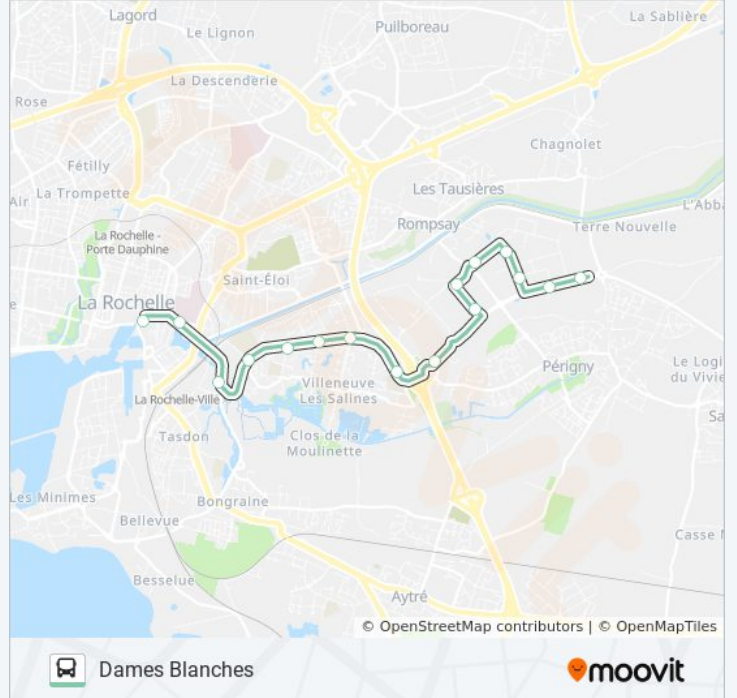 Lagord
La Sablière
Puilboreau
Le Lignon
La Descenderie
Rose
Chagnolet
Fétilly
Les Tausières
Air
La Trompette
L'Abba
Rompsay
Terre Nouvelle
La Rochelle -
Porte Dauphine
Saint-Éloi
La Rochelle
e
Le Logi
du Vivie
Périgny
Villeneuve
Les Salines
La Rochelle-Ville
Sa
Tasdon
Clos de la
Moulinette
Les Minimes
Bongraine
Bellevue
Casse
Besselue
Aytré
© OpenStreetMap contributors | © OpenMapTiles
Dames Blanches
moovit